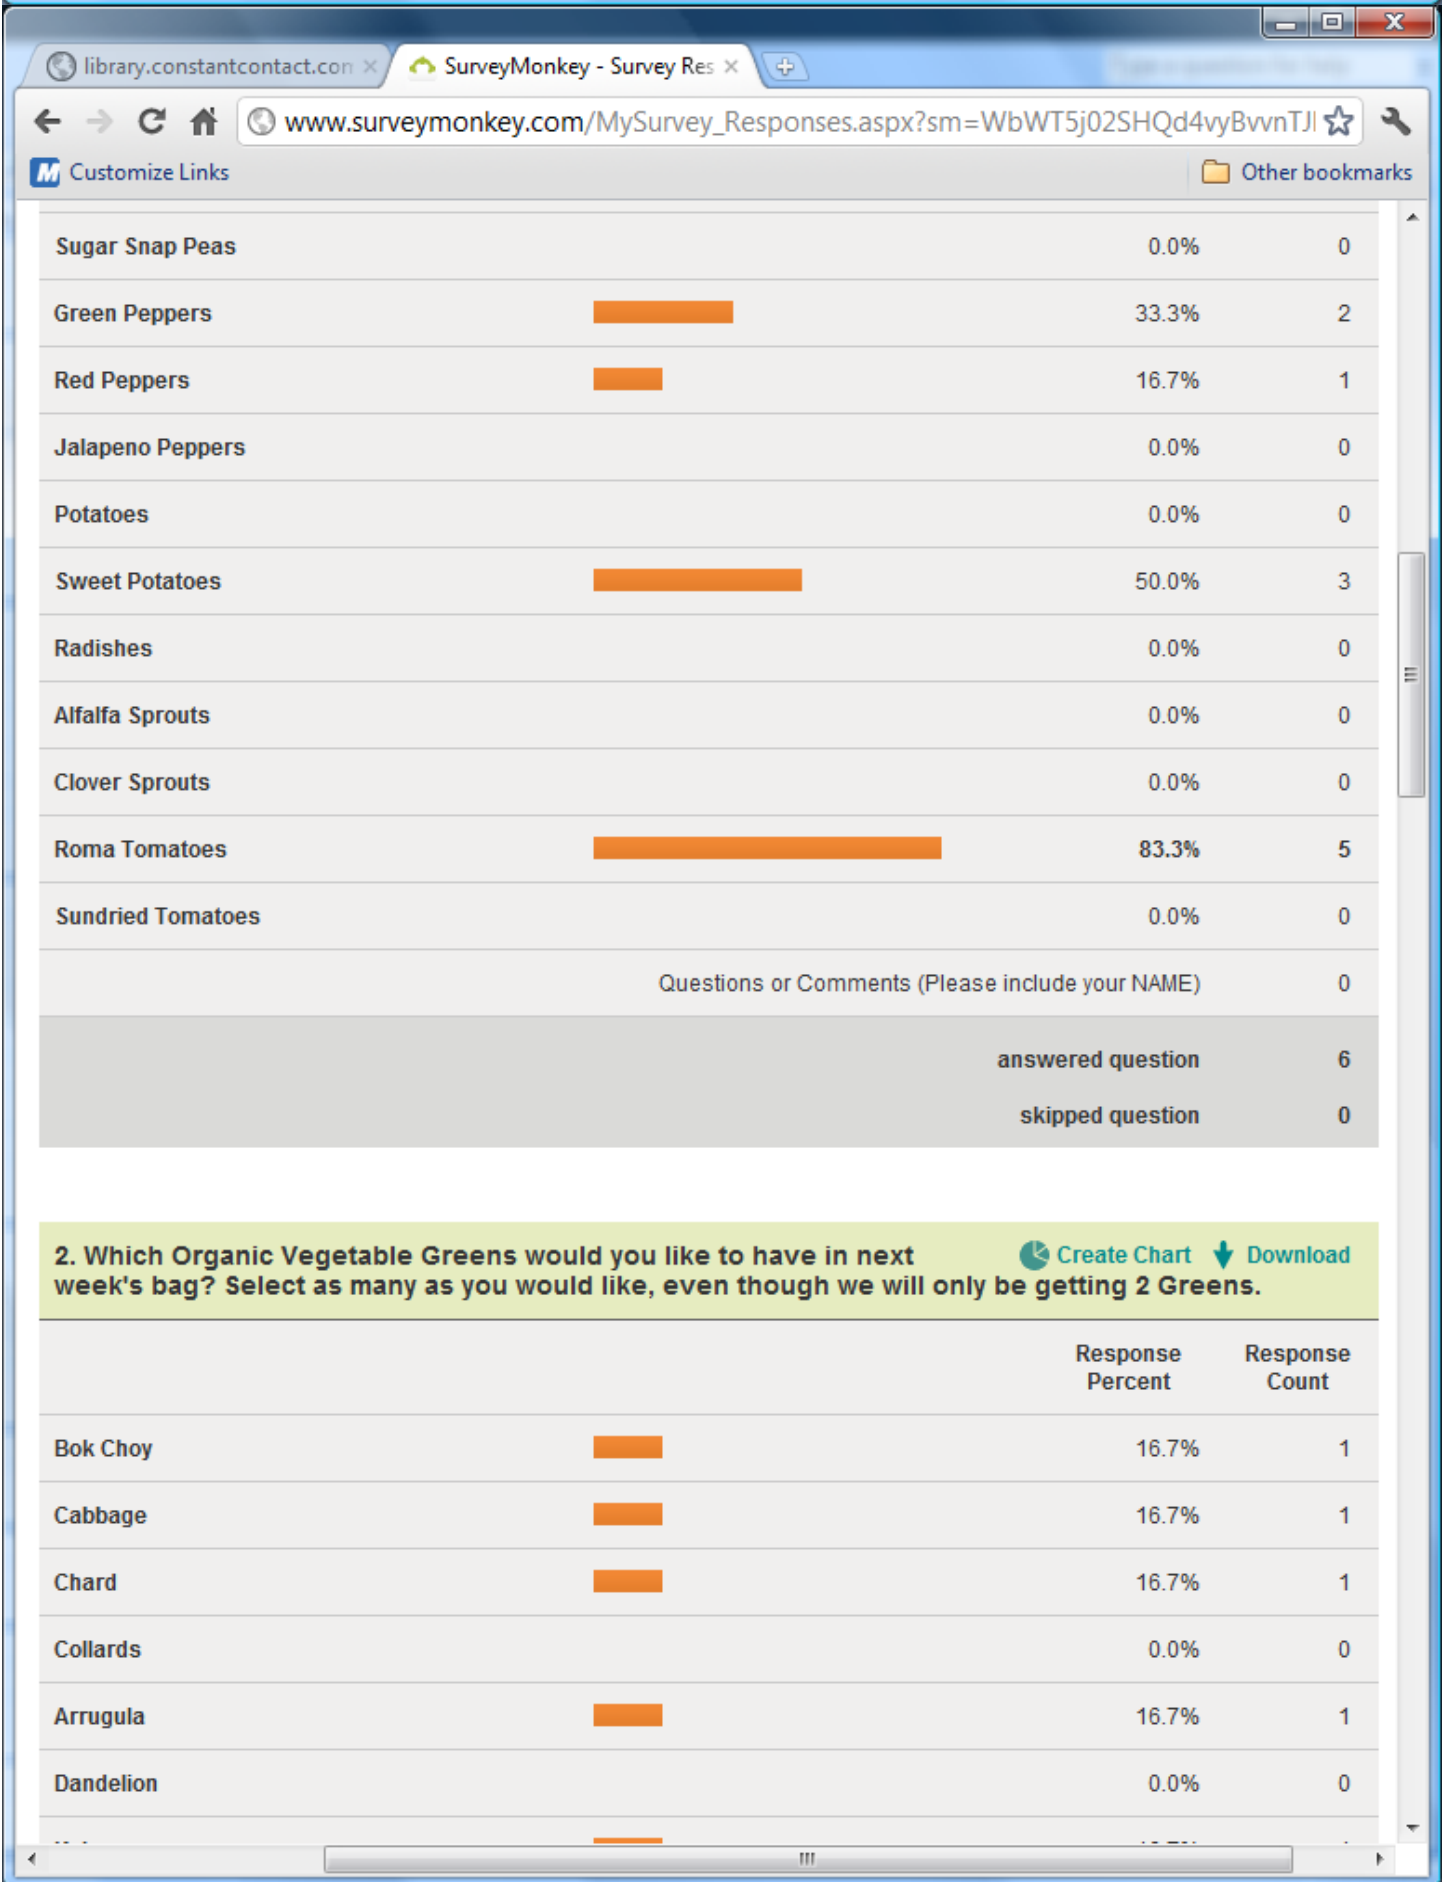 library.constantcontact.con
SurveyMonkey - Survey Res
www.surveymonkey.com/MySurvey_Responses.aspx?sm=WbWT5j02SHQd4vyBvvnTJl
Customize Links
Other bookmarks
Sugar Snap Peas 0.0% 0
Green Peppers 33.3% 2
Red Peppers 16.7% 1
Jalapeno Peppers 0.0% 0
Potatoes 0.0% 0
Sweet Potatoes 50.0% 3
Radishes 0.0% 0
Alfalfa Sprouts 0.0% 0
Clover Sprouts 0.0% 0
Roma Tomatoes 83.3% 5
Sundried Tomatoes 0.0% 0
Questions or Comments (Please include your NAME) 0
answered question 6
skipped question 0
2. Which Organic Vegetable Greens would you like to have in next
Create Chart Download
week's bag? Select as many as you would like, even though we will only be getting 2 Greens.
Response Response
Percent Count
Bok Choy 16.7% 1
Cabbage 16.7% 1
Chard 16.7% 1
Collards 0.0% 0
Arrugula 16.7% 1
Dandelion 0.0% 0